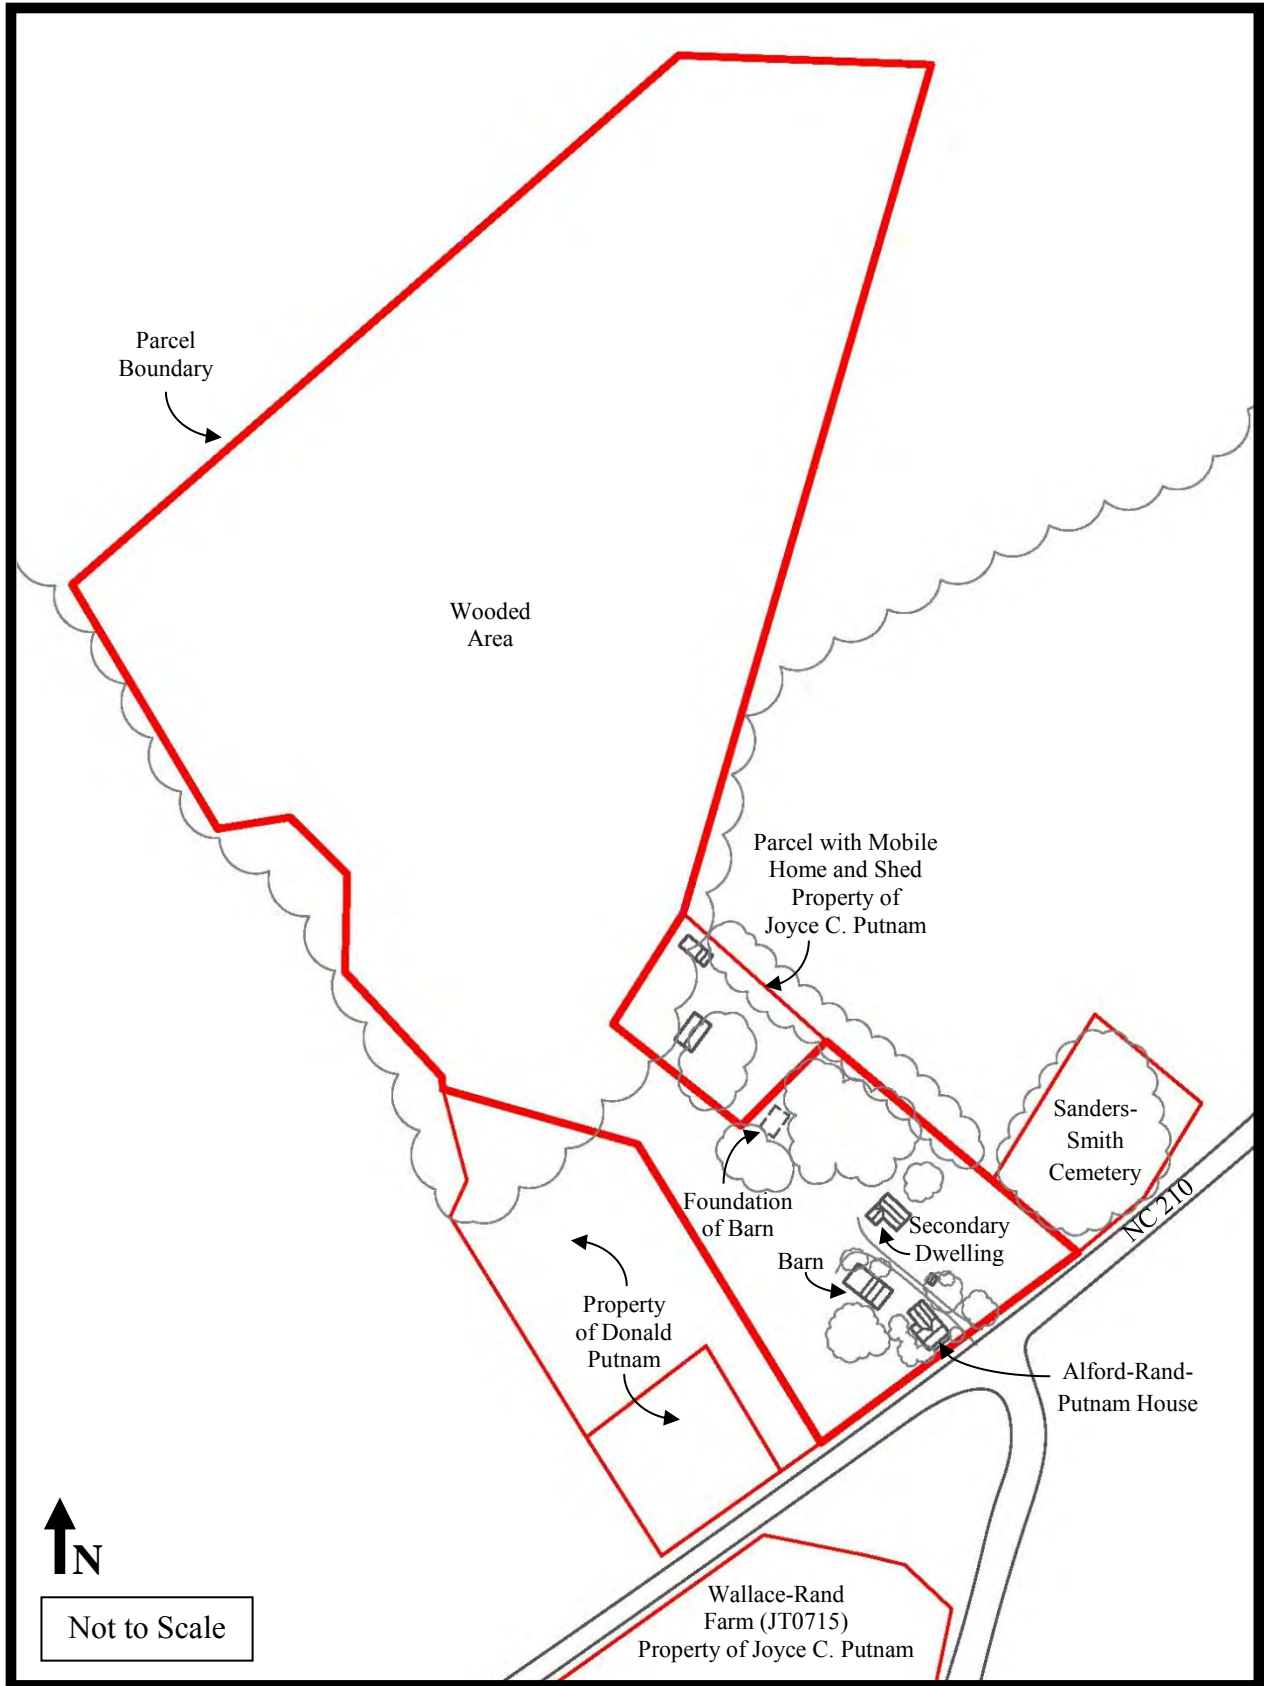 Parcel
Boundary
Wooded
Area
Parcel with Mobile
Home and Shed
Property of
Joyce C. Putnam
Sanders-
Smith
Cemetery
NC 210
Foundation
of Barn
Secondary
Dwelling
Barn
Property
of Donald
Putnam
Alford-Rand-
Putnam House
N
Not to Scale
Wallace-Rand
Farm (JT0715)
Property of Joyce C. Putnam